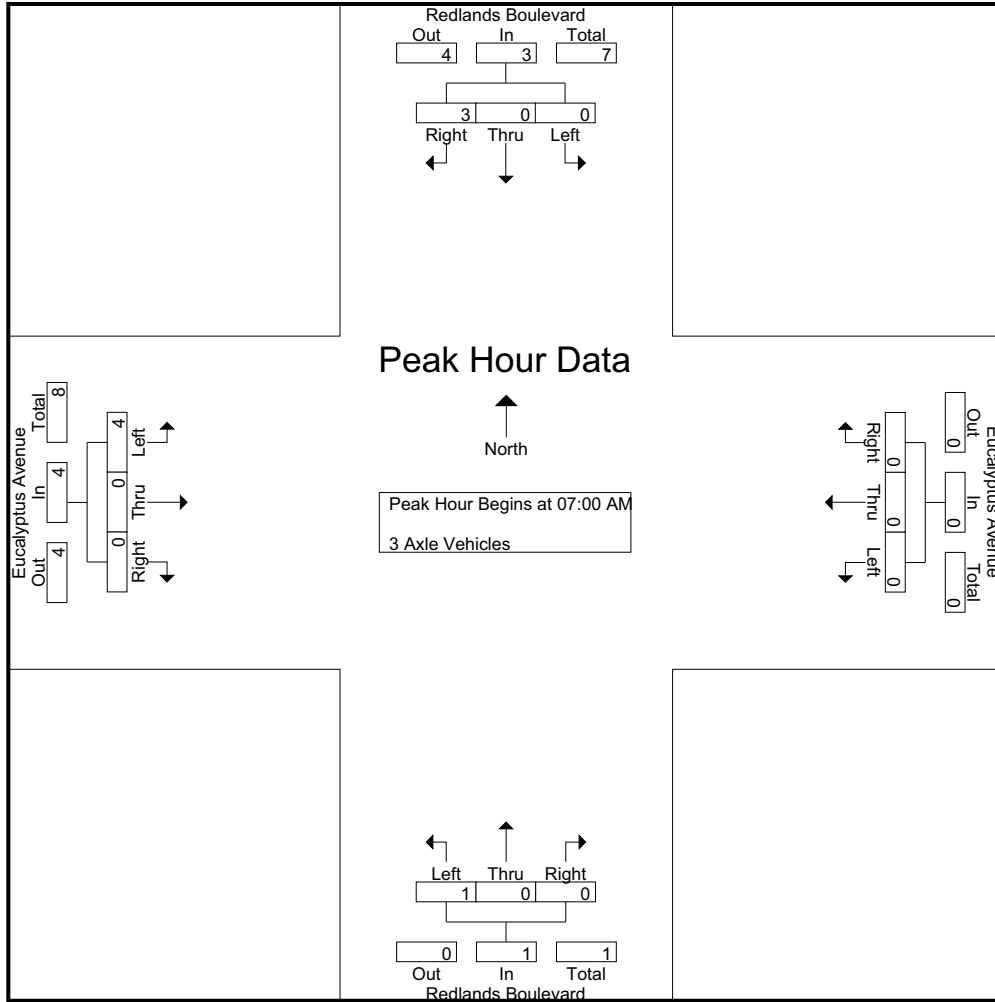 Redlands Boulevard
Out In Total
4 3 7
3 0 0
Right Thru Left
Peak Hour Data
North
Peak Hour Begins at 07:00 AM
3 Axle Vehicles
Eucalyptus Avenue
Out In Total
4 4 8
0 0 4
Right Thru Left
Right Thru Left
0 0 0
0 0 0
Out In Total
Eucalyptus Avenue
Left Thru Right
1 0 0
0 1 1
Out In Total
Redlands Boulevard